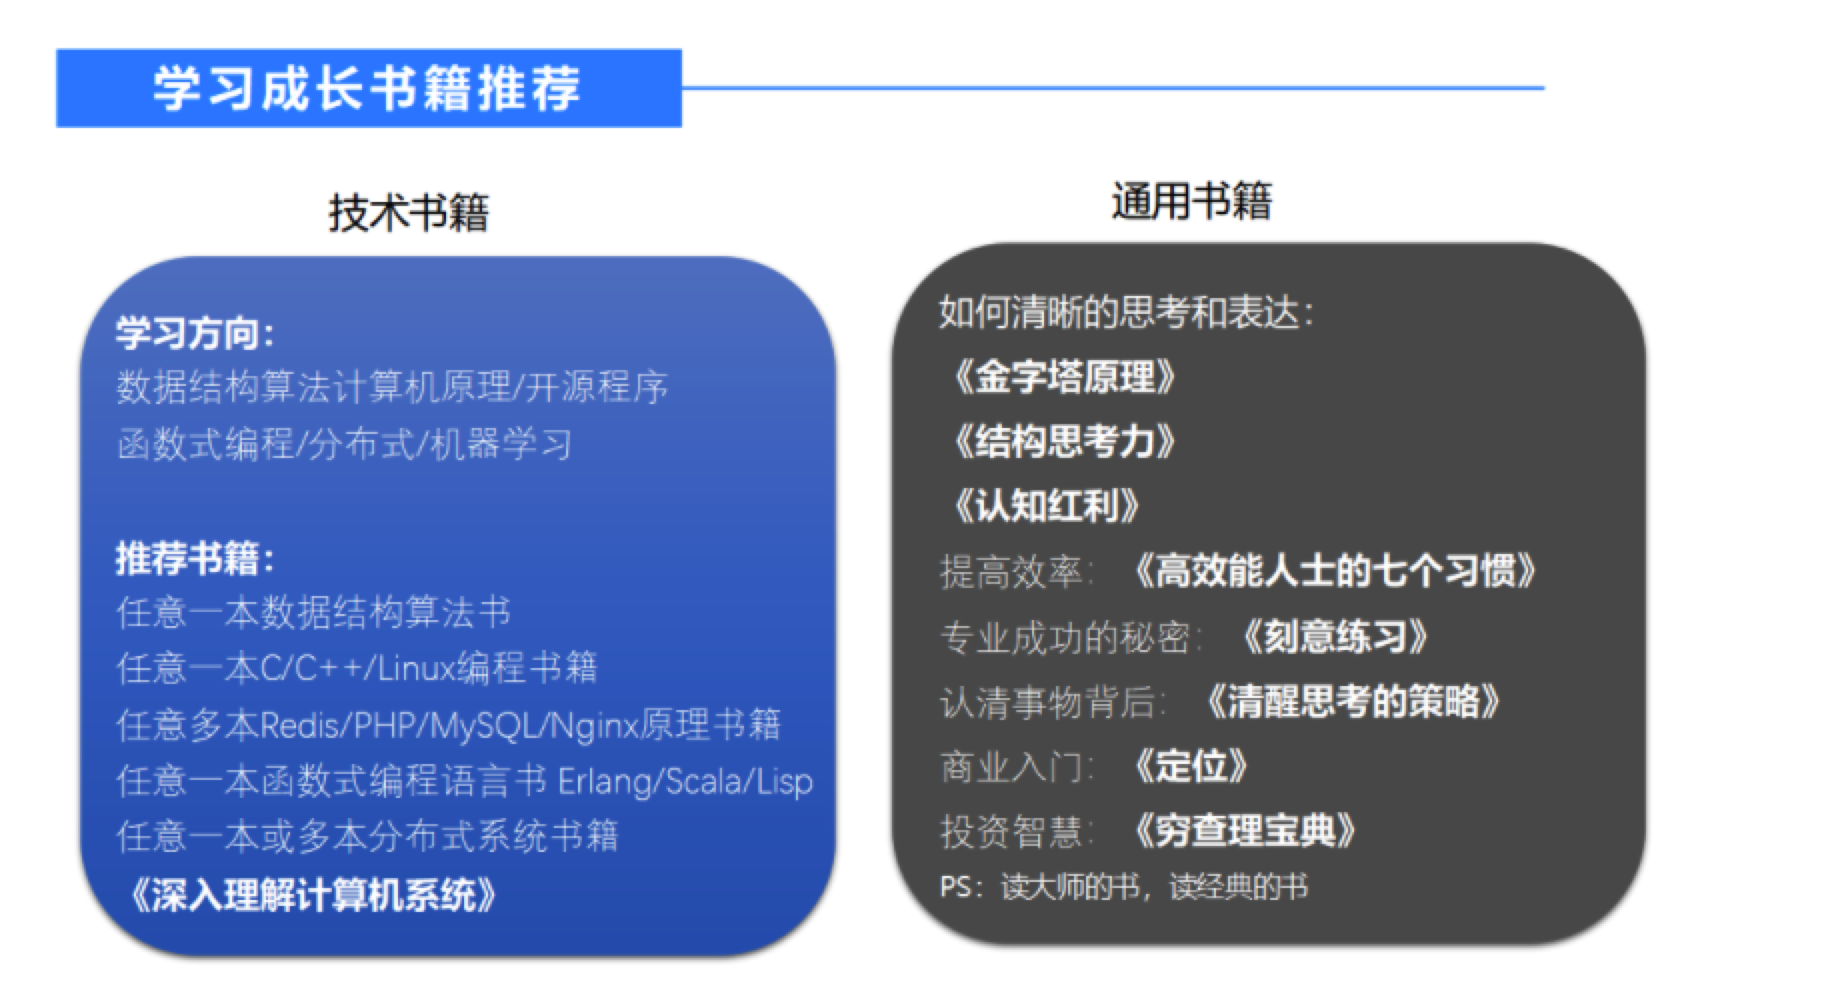 学习成长书籍推荐
技术书籍
学习方向：
数据结构算法计算机原理/开源程序
函数式编程/分布式/机器学习
推荐书籍：
任意一本数据结构算法书
任意一本C/C++/Linux编程书籍
任意多本Redis/PHP/MySQL/Nginx原理书籍
任意一本函数式编程语言书 Erlang/Scala/Lisp
任意一本或多本分布式系统书籍
《深入理解计算机系统》
通用书籍
如何清晰的思考和表达：
《金字塔原理》
《结构思考力》
《认知红利》
提高效率：《高效能人士的七个习惯》
专业成功的秘密：《刻意练习》
认清事物背后：《清醒思考的策略》
商业入门：《定位》
投资智慧：《穷查理宝典》
PS：读大师的书，读经典的书